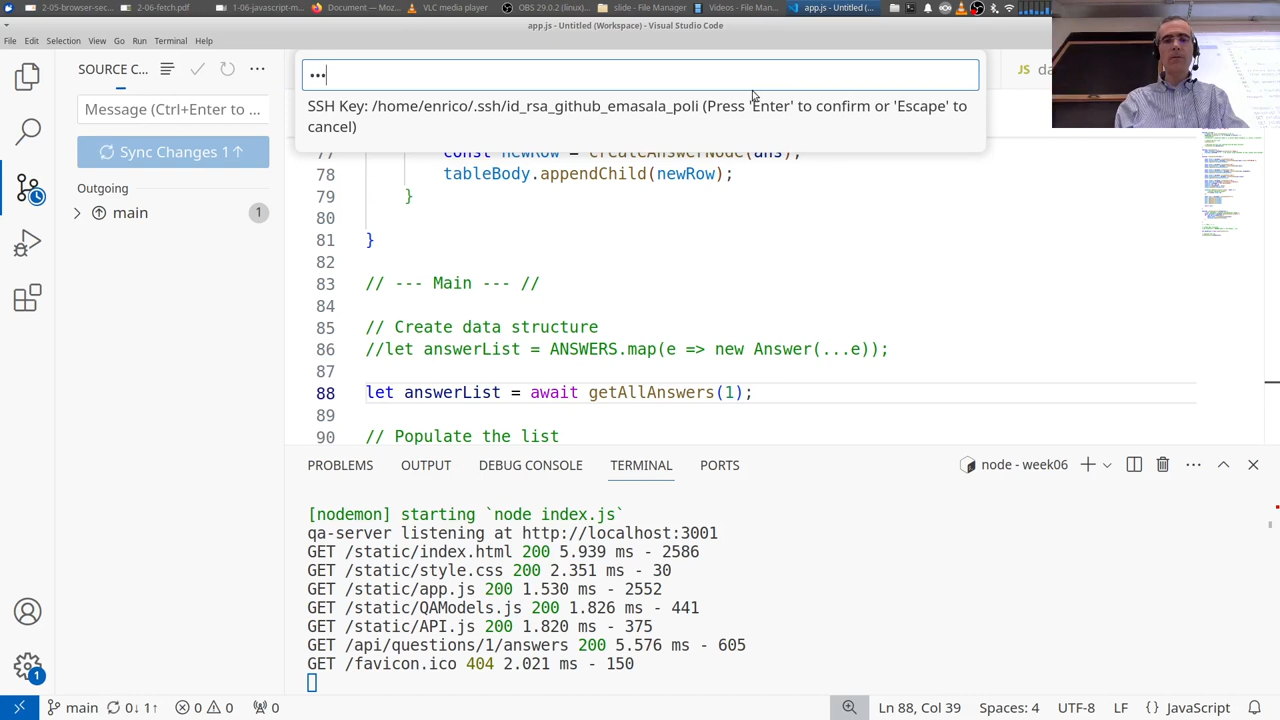 2-05-browser...
2-06-fetch.pdf
1-06-javascript-m...
Document — Moz...
VLC media player
OBS 29.0.2 (linux)...
slide - File Manager
Videos - File Man...
app.js - Untitled (...
app.js - Untitled (Workspace) - Visual Studio Code
File Edit Selection View Go Run Terminal Help
...
•••
SSH Key: /home/enrico/.ssh/id_rsa_github_emasala_poli (Press 'Enter' to confirm or 'Escape' to
cancel)
JS
Message (Ctrl+Enter to ...
Sync Changes 1
main 1
79 tableBody.appendChild(newRow);
80 }
81 }
82
83 // --- Main --- //
84
85 // Create data structure
86 //let answerList = ANSWERS.map(e => new Answer(...e));
87
88 let answerList = await getAllAnswers(1);
89
90 // Populate the list
PROBLEMS OUTPUT DEBUG CONSOLE TERMINAL PORTS
node - week06
[nodemon] starting `node index.js`
qa-server listening at http://localhost:3001
GET /static/index.html 200 5.939 ms - 2586
GET /static/style.css 200 2.351 ms - 30
GET /static/app.js 200 1.530 ms - 2552
GET /static/QAModels.js 200 1.826 ms - 441
GET /static/API.js 200 1.820 ms - 375
GET /api/questions/1/answers 200 5.576 ms - 605
GET /favicon.ico 404 2.021 ms - 150
1
main 0↓ 1↑ 0 0 0
Ln 88, Col 39 Spaces: 4 UTF-8 LF {} JavaScript